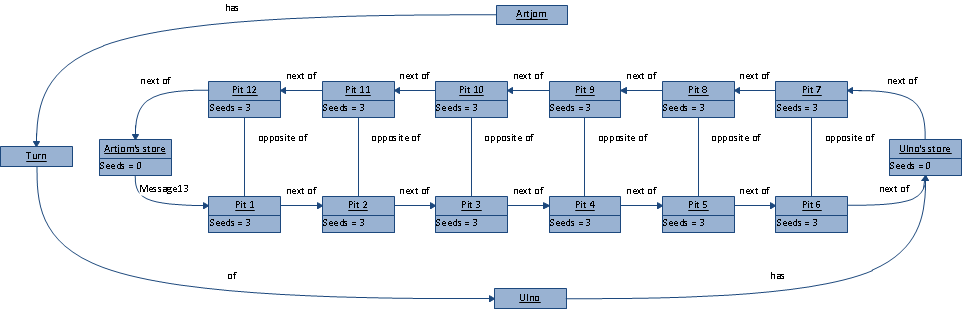 has
Artjom
next of
Pit 12
Seeds = 3
next of
Pit 11
Seeds = 3
next of
Pit 10
Seeds = 3
next of
Pit 9
Seeds = 3
next of
Pit 8
Seeds = 3
next of
Pit 7
Seeds = 3
next of
opposite of
opposite of
opposite of
opposite of
opposite of
opposite of
Turn
Artjom's store
Seeds = 0
Ulno's store
Seeds = 0
Message13
Pit 1
Seeds = 3
next of
Pit 2
Seeds = 3
next of
Pit 3
Seeds = 3
next of
Pit 4
Seeds = 3
next of
Pit 5
Seeds = 3
next of
Pit 6
Seeds = 3
next of
of
Ulno
has